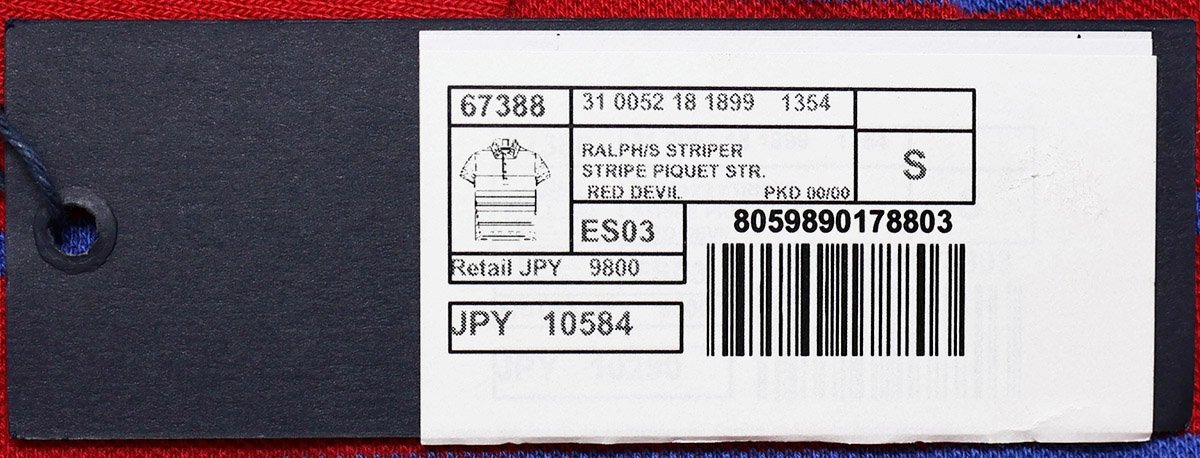 67388
31 0052 18 1899 1354
RALPH/S STRIPER
STRIPE PIQUET STR.
RED DEVIL PKD 00/00
S
ES03
8059890178803
Retail JPY 9800
JPY 10584